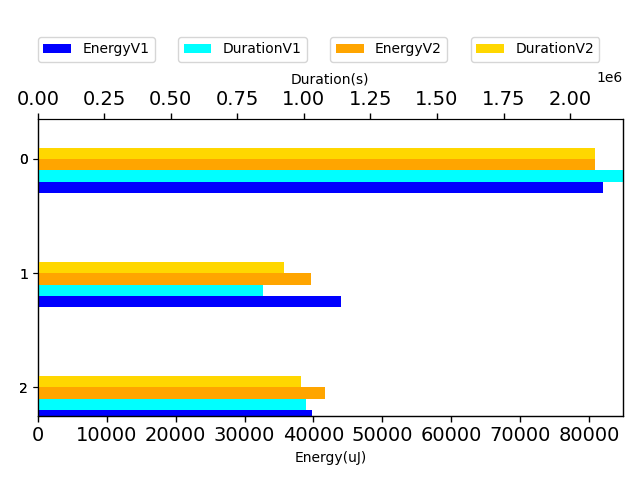 EnergyV1 DurationV1 EnergyV2 DurationV2
Duration(s)
1e6
0.00 0.25 0.50 0.75 1.00 1.25 1.50 1.75 2.00
0
1
2
0 10000 20000 30000 40000 50000 60000 70000 80000
Energy(uJ)